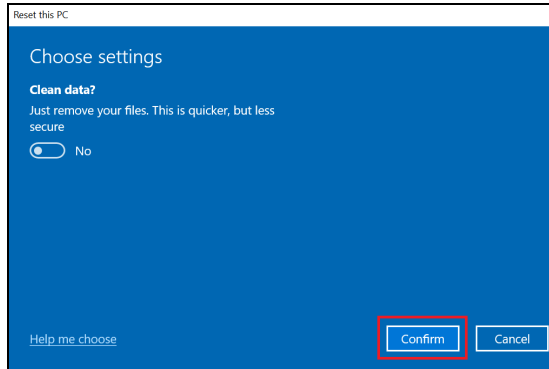 Reset this PC
Choose settings
Clean data?
Just remove your files. This is quicker, but less
secure
No
Help me choose
Confirm
Cancel